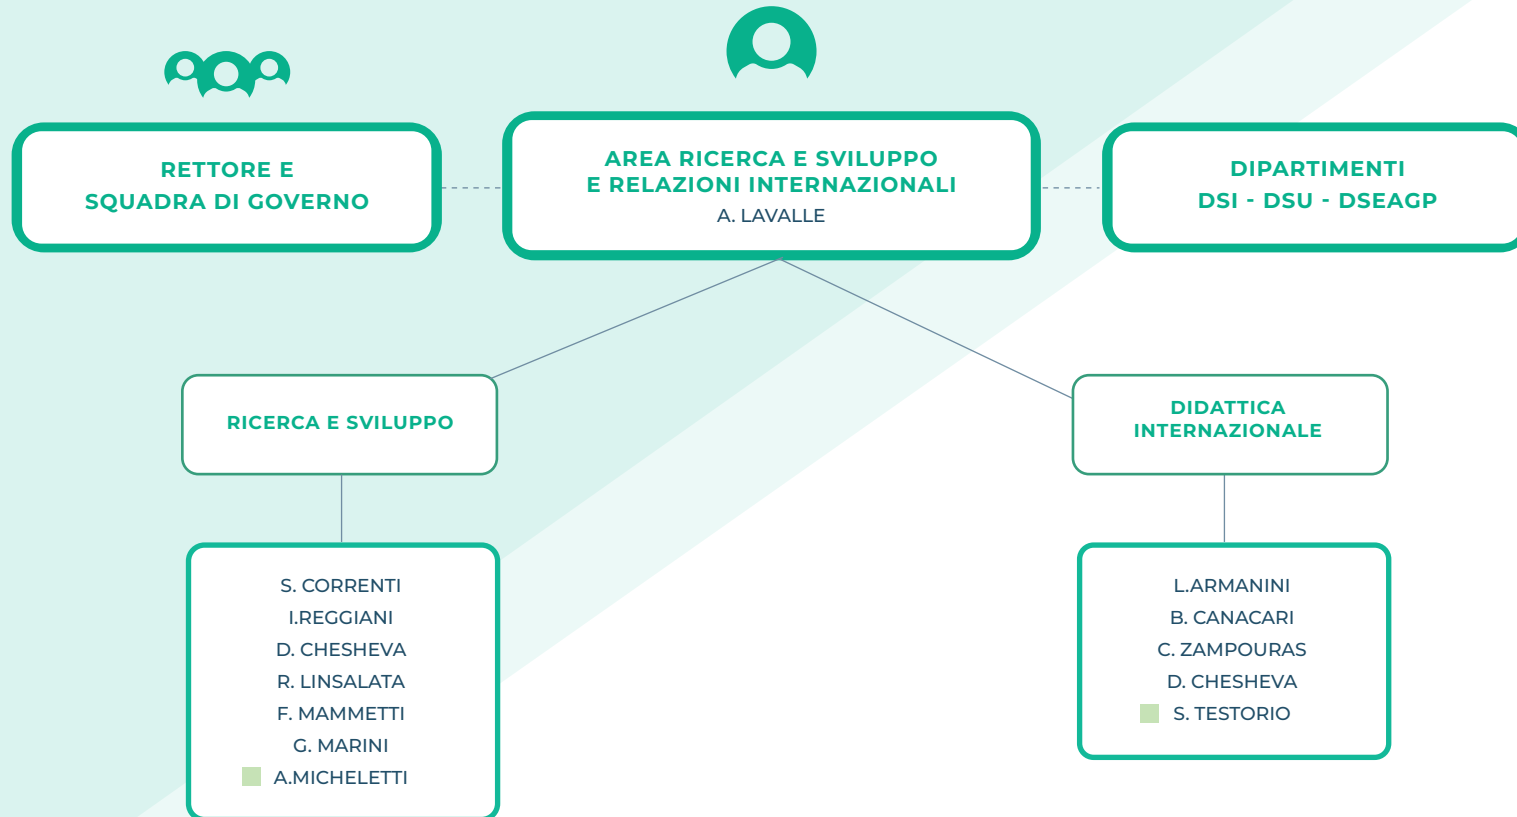 RETTORE E
SQUADRA DI GOVERNO
AREA RICERCA E SVILUPPO
E RELAZIONI INTERNAZIONALI
A. LAVALLE
DIPARTIMENTI
DSI - DSU - DSEAGP
RICERCA E SVILUPPO
DIDATTICA
INTERNAZIONALE
S. CORRENTI
I.REGGIANI
D. CHESHEVA
R. LINSALATA
F. MAMMETTI
G. MARINI
A.MICHELETTI
L.ARMANINI
B. CANACARI
C. ZAMPOURAS
D. CHESHEVA
S. TESTORIO